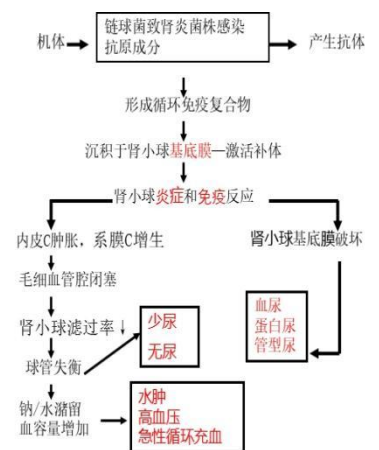 链球菌致肾炎菌株感染
抗原成分
机体
产生抗体
形成循环免疫复合物
沉积于肾小球基底膜—激活补体
肾小球炎症和免疫反应
内皮C肿胀，系膜C增生
肾小球基底膜破坏
毛细血管腔闭塞
肾小球滤过率↓
少尿
无尿
血尿
蛋白尿
管型尿
球管失衡
钠/水潴留
血容量增加
水肿
高血压
急性循环充血